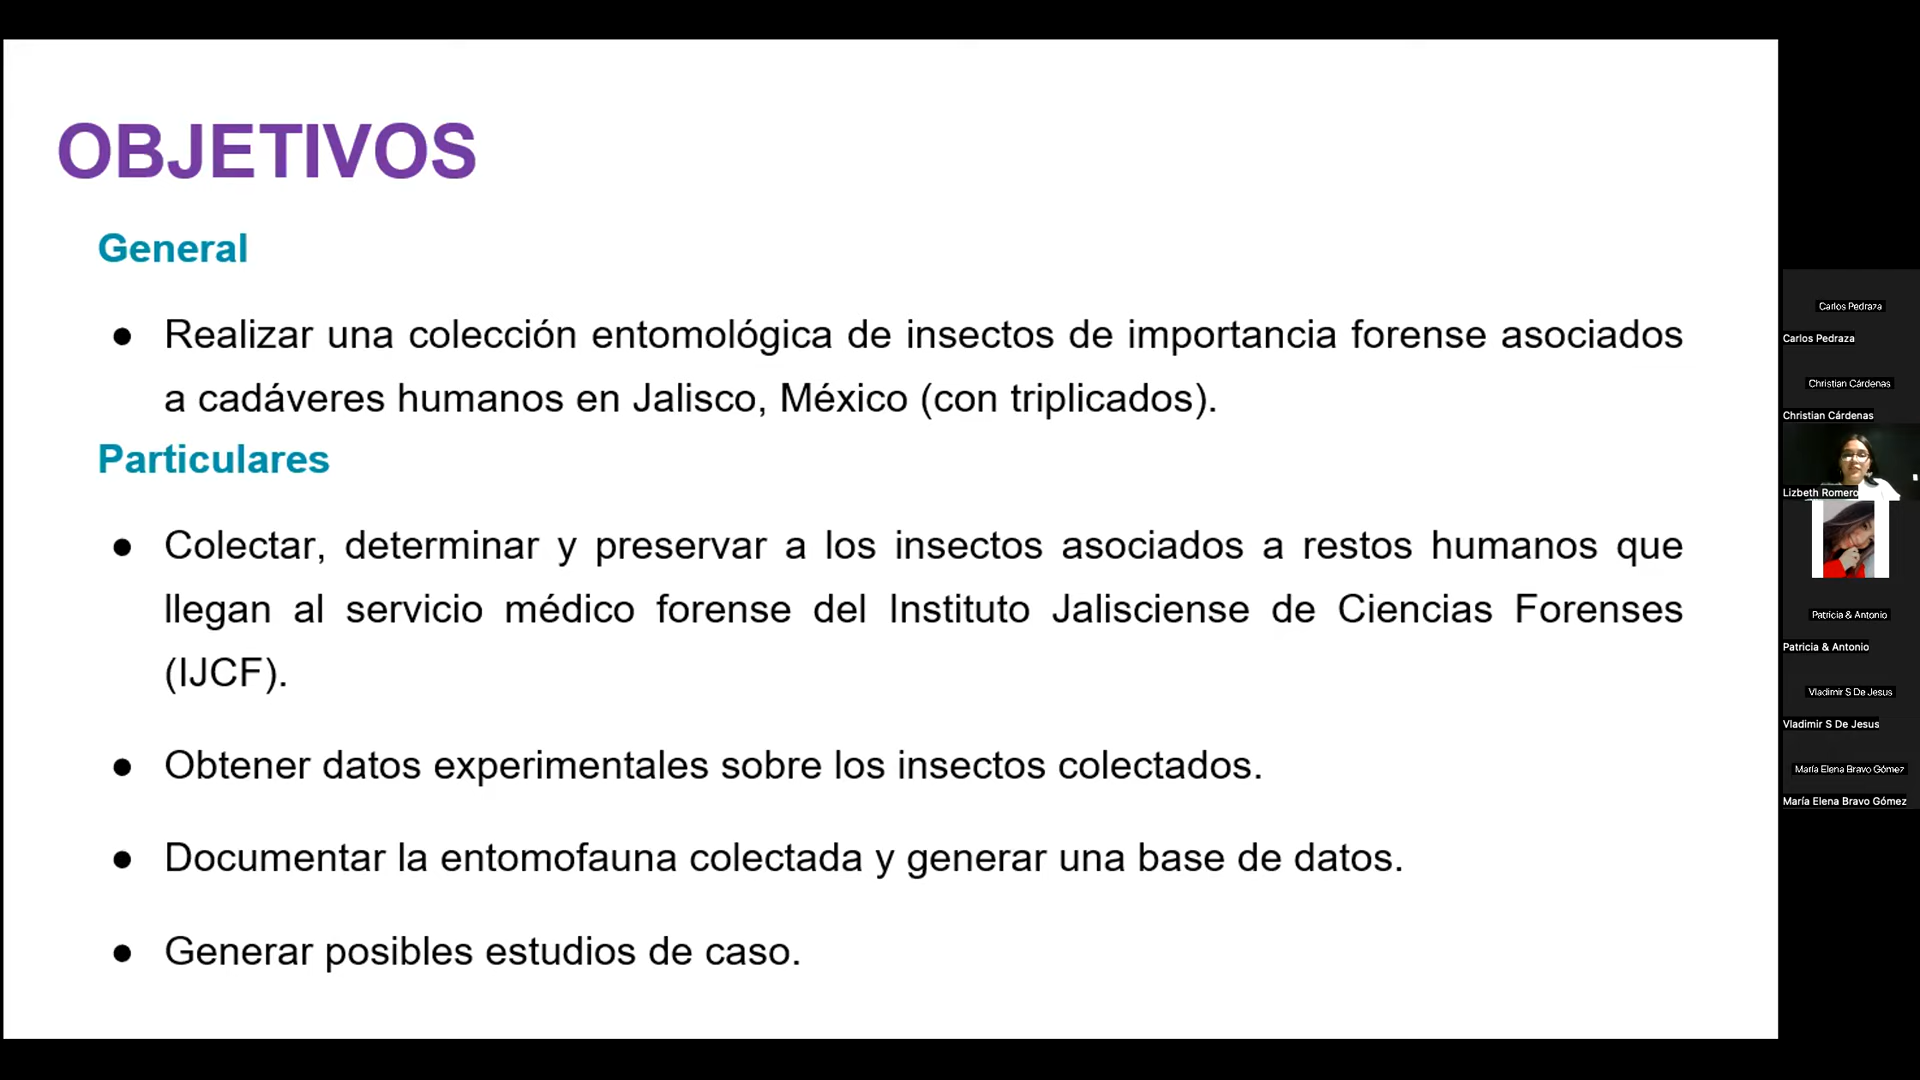 OBJETIVOS
General
● Realizar una colección entomológica de insectos de importancia forense asociados
a cadáveres humanos en Jalisco, México (con triplicados).
Particulares
● Colectar, determinar y preservar a los insectos asociados a restos humanos que
llegan al servicio médico forense del Instituto Jalisciense de Ciencias Forenses
(IJCF).
● Obtener datos experimentales sobre los insectos colectados.
● Documentar la entomofauna colectada y generar una base de datos.
● Generar posibles estudios de caso.
Carlos Pedraza
Carlos Pedraza
Christian Cárdenas
Christian Cárdenas
Lizbeth Romero
Patricia & Antonio
Patricia & Antonio
Vladimir S De Jesus
Vladimir S De Jesus
María Elena Bravo Gómez
María Elena Bravo Gómez